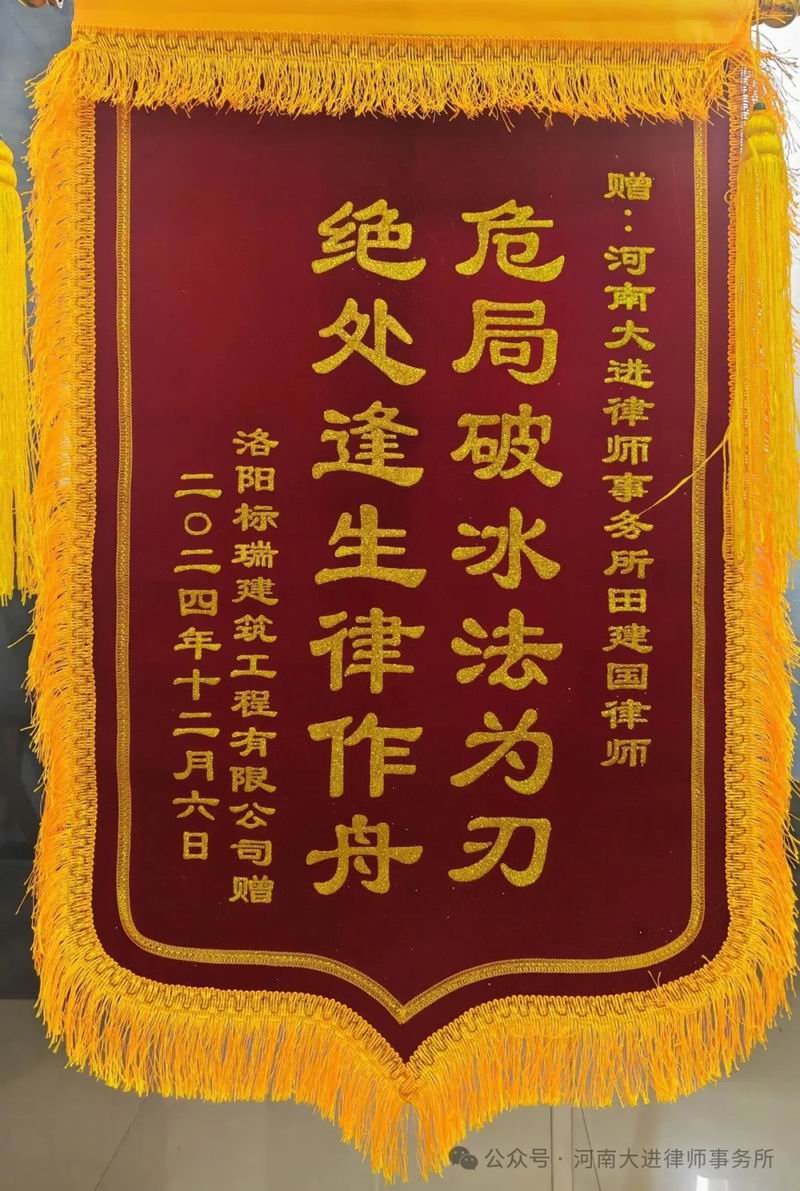 赠：河南大进律师事务所田建国律师
危局破冰法为刃
绝处逢生律作舟
洛阳标瑞建筑工程有限公司赠
二〇二四年十二月六日
公众号·河南大进律师事务所